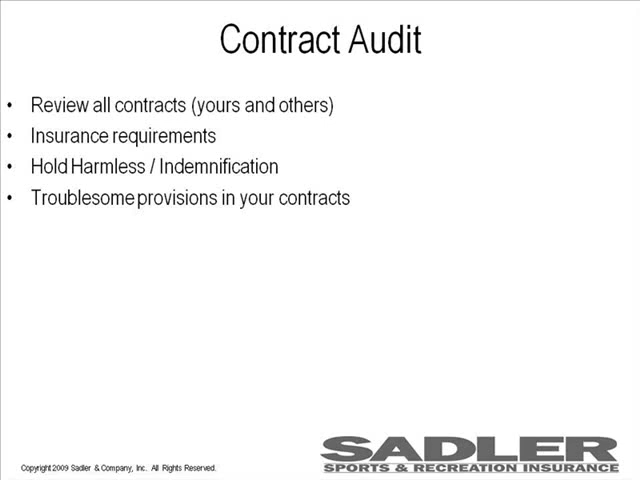 Contract Audit
• Review all contracts (yours and others)
• Insurance requirements
• Hold Harmless / Indemnification
• Troublesome provisions in your contracts
SADLER
SPORTS & RECREATION INSURANCE
Copyright 2009 Sadler & Company, Inc. All Rights Reserved.